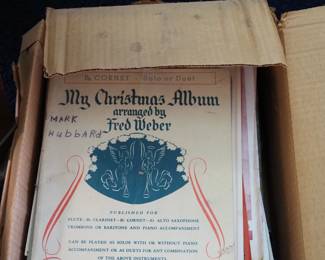 B♭ CORNET - Solo or Duet
My Christmas Album
arranged by
Fred Weber
MARK
Hubbard
PUBLISHED FOR
FLUTE · B♭ CLARINET · B♭ CORNET · E♭ ALTO SAXOPHONE
TROMBONE OR BARITONE AND PIANO ACCOMPANIMENT
CAN BE PLAYED AS SOLOS WITH OR WITHOUT PIANO
ACCOMPANIMENT OR AS DUETS FOR ANY COMBINATION
OF THE ABOVE INSTRUMENTS